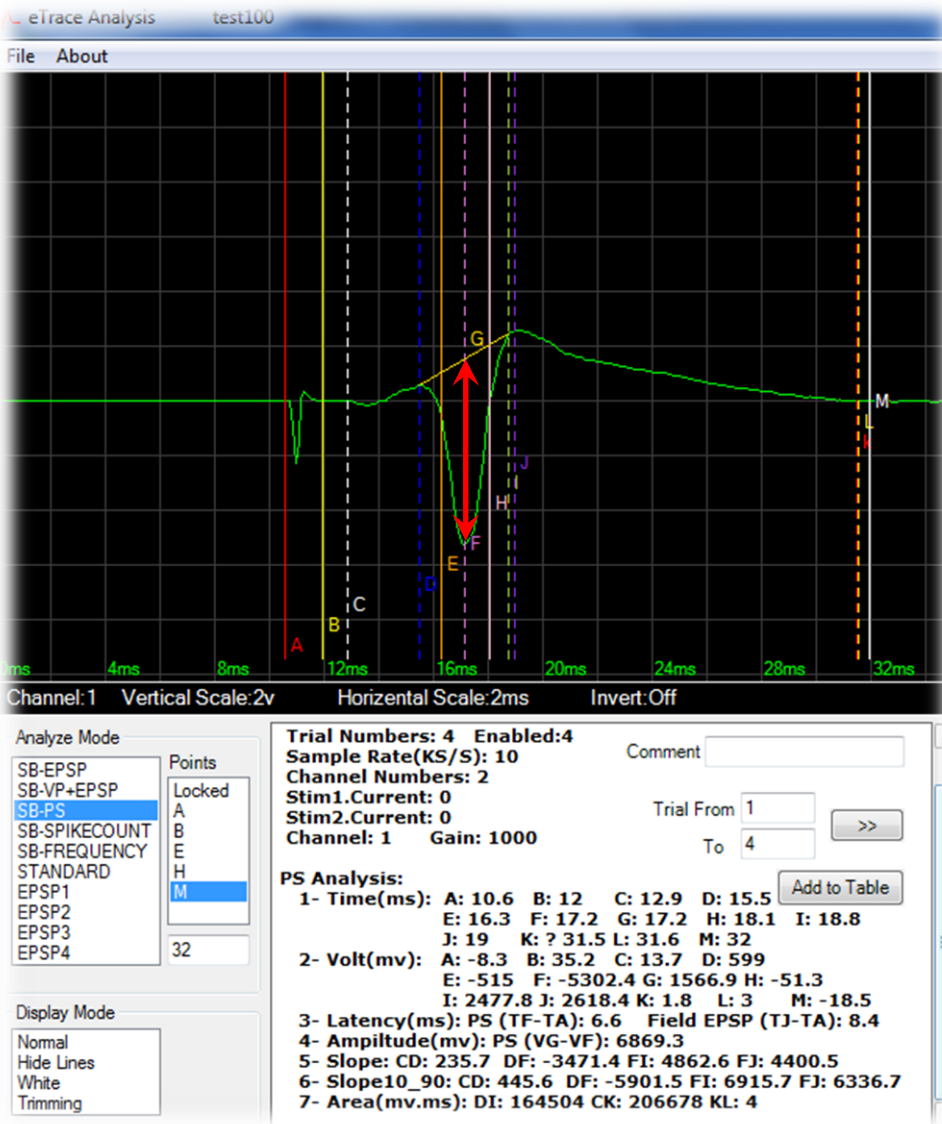 eTrace Analysis test100
File About
G
M
L
K
J
I
H
F
E
D
C
B
A
0ms 4ms 8ms 12ms 16ms 20ms 24ms 28ms 32ms
Channel:1 Vertical Scale:2v Horizental Scale:2ms Invert:Off
Analyze Mode
SB-EPSP
SB-VP+EPSP
SB-PS
SB-SPIKECOUNT
SB-FREQUENCY
STANDARD
EPSP1
EPSP2
EPSP3
EPSP4
Points
Locked
A
B
E
H
M
32
Display Mode
Normal
Hide Lines
White
Trimming
Trial Numbers: 4 Enabled:4
Sample Rate(KS/S): 10
Channel Numbers: 2
Stim1.Current: 0
Stim2.Current: 0
Channel: 1 Gain: 1000
Comment
Trial From 1
To 4
>>
Add to Table
PS Analysis:
1- Time(ms): A: 10.6 B: 12 C: 12.9 D: 15.5
E: 16.3 F: 17.2 G: 17.2 H: 18.1 I: 18.8
J: 19 K: ? 31.5 L: 31.6 M: 32
2- Volt(mv): A: -8.3 B: 35.2 C: 13.7 D: 599
E: -515 F: -5302.4 G: 1566.9 H: -51.3
I: 2477.8 J: 2618.4 K: 1.8 L: 3 M: -18.5
3- Latency(ms): PS (TF-TA): 6.6 Field EPSP (TJ-TA): 8.4
4- Ampiltude(mv): PS (VG-VF): 6869.3
5- Slope: CD: 235.7 DF: -3471.4 FI: 4862.6 FJ: 4400.5
6- Slope10_90: CD: 445.6 DF: -5901.5 FI: 6915.7 FJ: 6336.7
7- Area(mv.ms): DI: 164504 CK: 206678 KL: 4